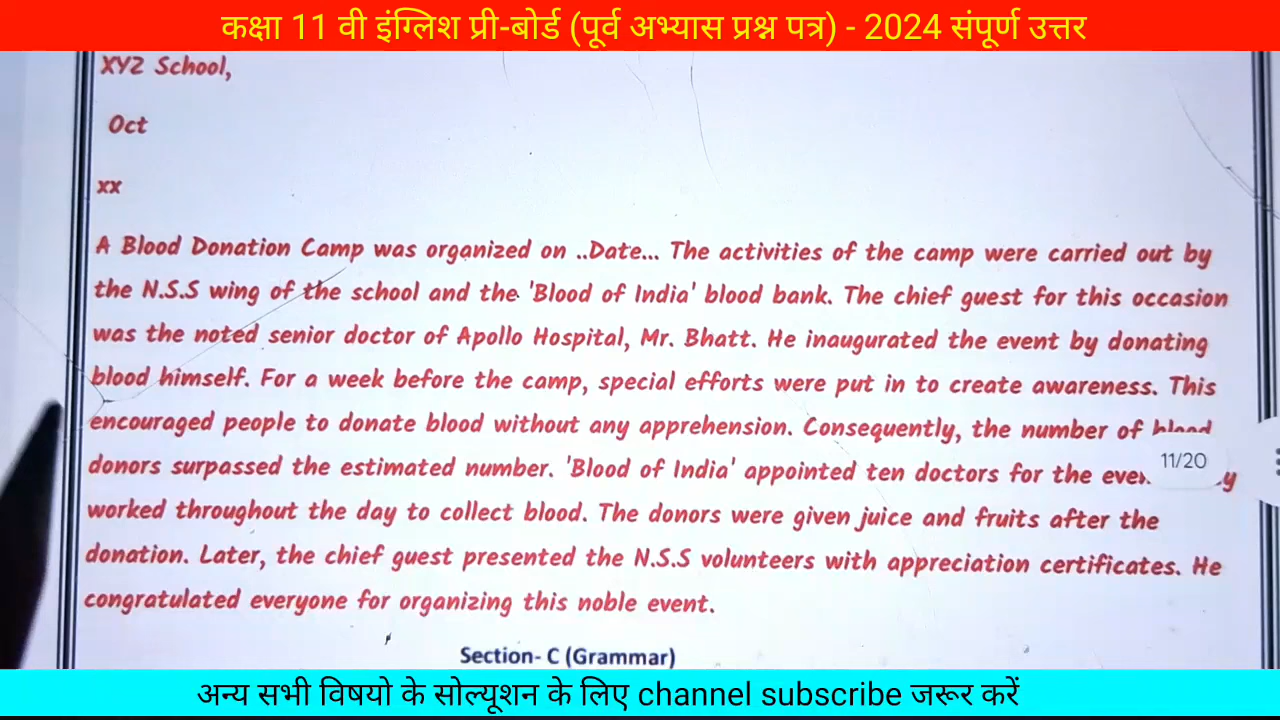 कक्षा 11 वी इंग्लिश प्री-बोर्ड (पूर्व अभ्यास प्रश्न पत्र) - 2024 संपूर्ण उत्तर
XYZ School,
Oct
xx
A Blood Donation Camp was organized on ..Date... The activities of the camp were carried out by
the N.S.S wing of the school and the 'Blood of India' blood bank. The chief guest for this occasion
was the noted senior doctor of Apollo Hospital, Mr. Bhatt. He inaugurated the event by donating
blood himself. For a week before the camp, special efforts were put in to create awareness. This
encouraged people to donate blood without any apprehension. Consequently, the number of blood
donors surpassed the estimated number. 'Blood of India' appointed ten doctors for the
11/20
worked throughout the day to collect blood. The donors were given juice and fruits after the
donation. Later, the chief guest presented the N.S.S volunteers with appreciation certificates. He
congratulated everyone for organizing this noble event.
Section- C (Grammar)
अन्य सभी विषयो के सोल्यूशन के लिए channel subscribe जरूर करें